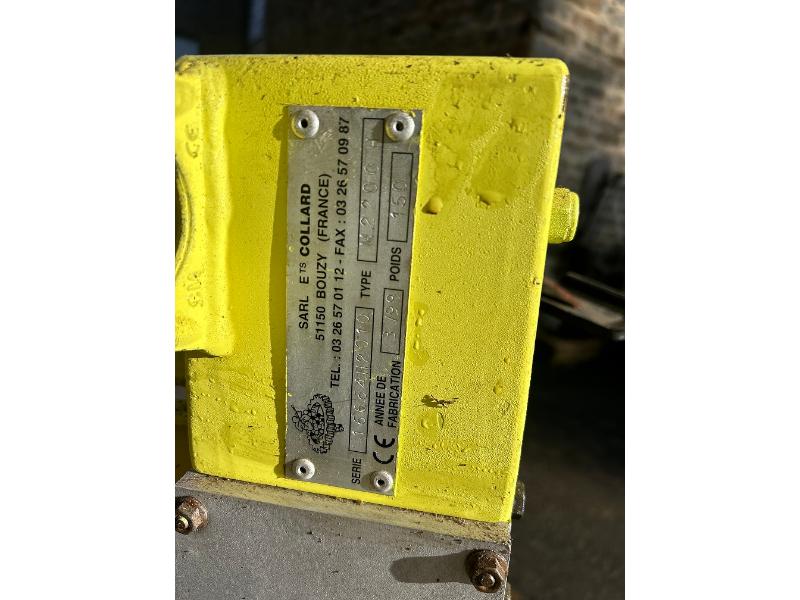 SARL ETS COLLARD
51150 BOUZY (FRANCE)
TEL. : 03 26 57 01 12 - FAX : 03 26 57 09 87
SERIE TYPE
CE ANNEE DE FABRICATION 3/99 POIDS 150